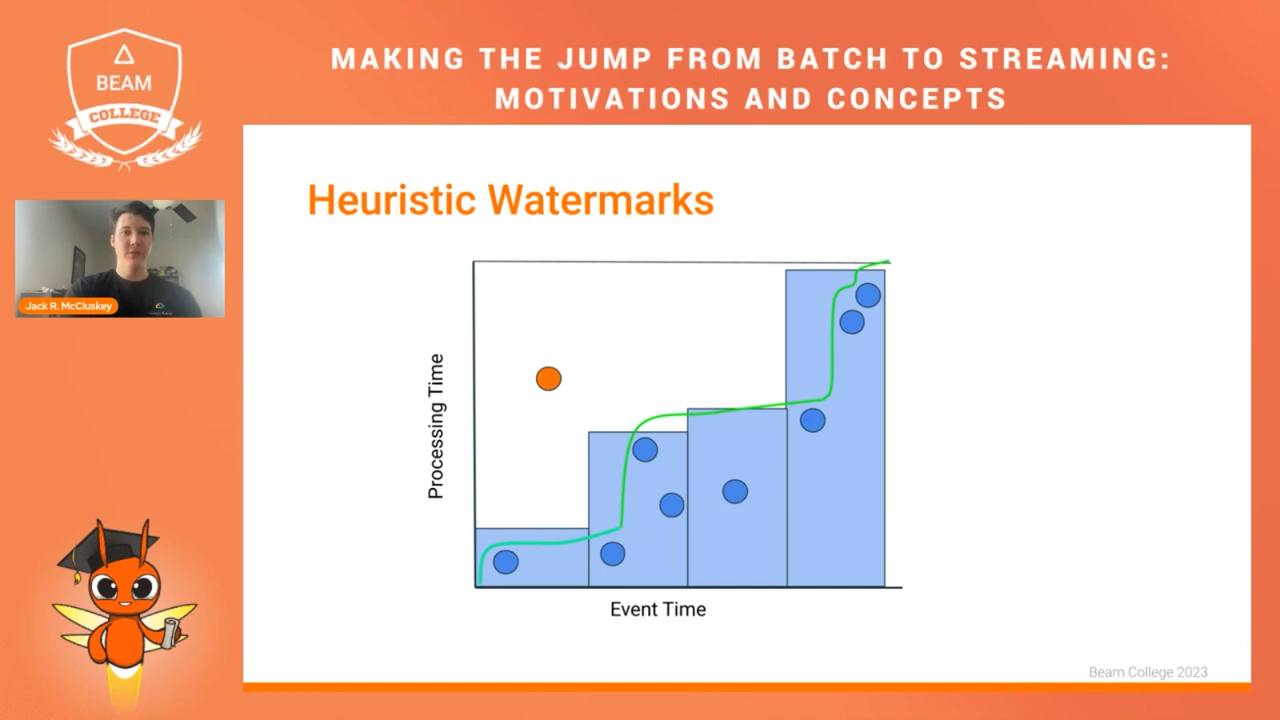 BEAM
COLLEGE
MAKING THE JUMP FROM BATCH TO STREAMING:
MOTIVATIONS AND CONCEPTS
Jack R. McCluskey
Heuristic Watermarks
Processing Time
Event Time
Beam College 2023